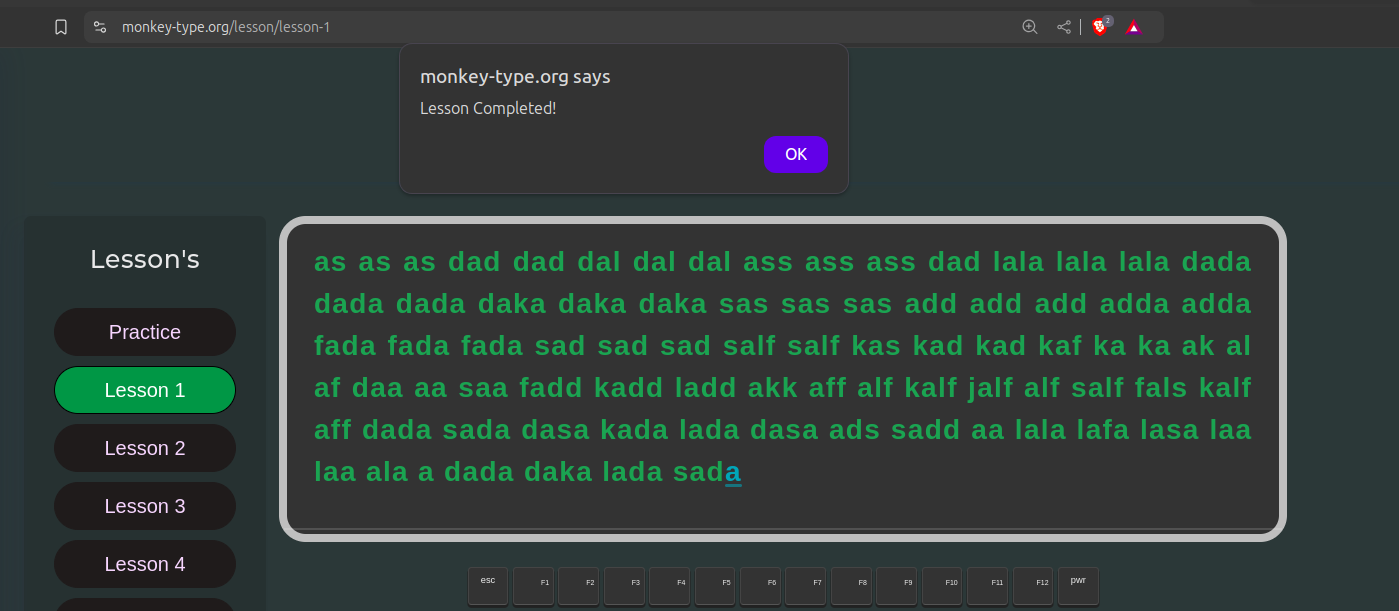 monkey-type.org/lesson/lesson-1
2
monkey-type.org says
Lesson Completed!
OK
Lesson's
Practice
Lesson 1
Lesson 2
Lesson 3
Lesson 4
as as as dad dad dal dal dal ass ass ass dad lala lala lala dada
dada dada daka daka daka sas sas sas add add add adda adda
fada fada fada sad sad sad salf salf kas kad kad kaf ka ka ak al
af daa aa saa fadd kadd ladd akk aff alf kalf jalf alf salf fals kalf
aff dada sada dasa kada lada dasa ads sadd aa lala lafa lasa laa
laa ala a dada daka lada sada
esc F1 F2 F3 F4 F5 F6 F7 F8 F9 F10 F11 F12 pwr